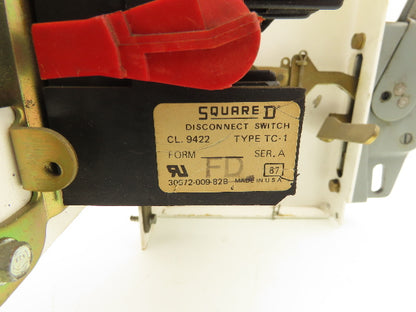 SQUARE D
DISCONNECT SWITCH
CL. 9422 TYPE TC-1
FORM SER. A
FD
87
30572-009-82B MADE IN U.S.A.